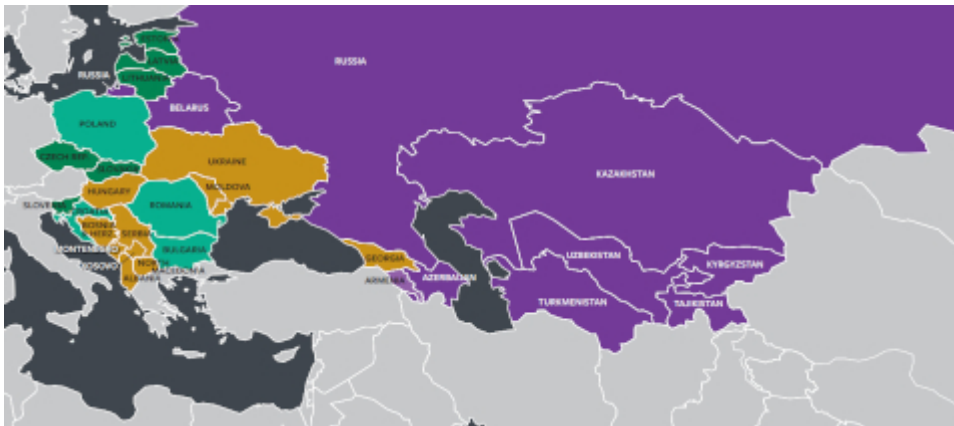 ESTONIA
LATVIA
LITHUANIA
RUSSIA
RUSSIA
BELARUS
POLAND
CZECH REP.
SLOVAKIA
UKRAINE
HUNGARY
MOLDOVA
SLOVENIA
CROATIA
ROMANIA
BOSNIA
& HERZ.
SERBIA
MONTENEGRO
BULGARIA
KOSOVO
NORTH
MACEDONIA
ALBANIA
GEORGIA
ARMENIA
AZERBAIJAN
KAZAKHSTAN
UZBEKISTAN
KYRGYZSTAN
TURKMENISTAN
TAJIKISTAN